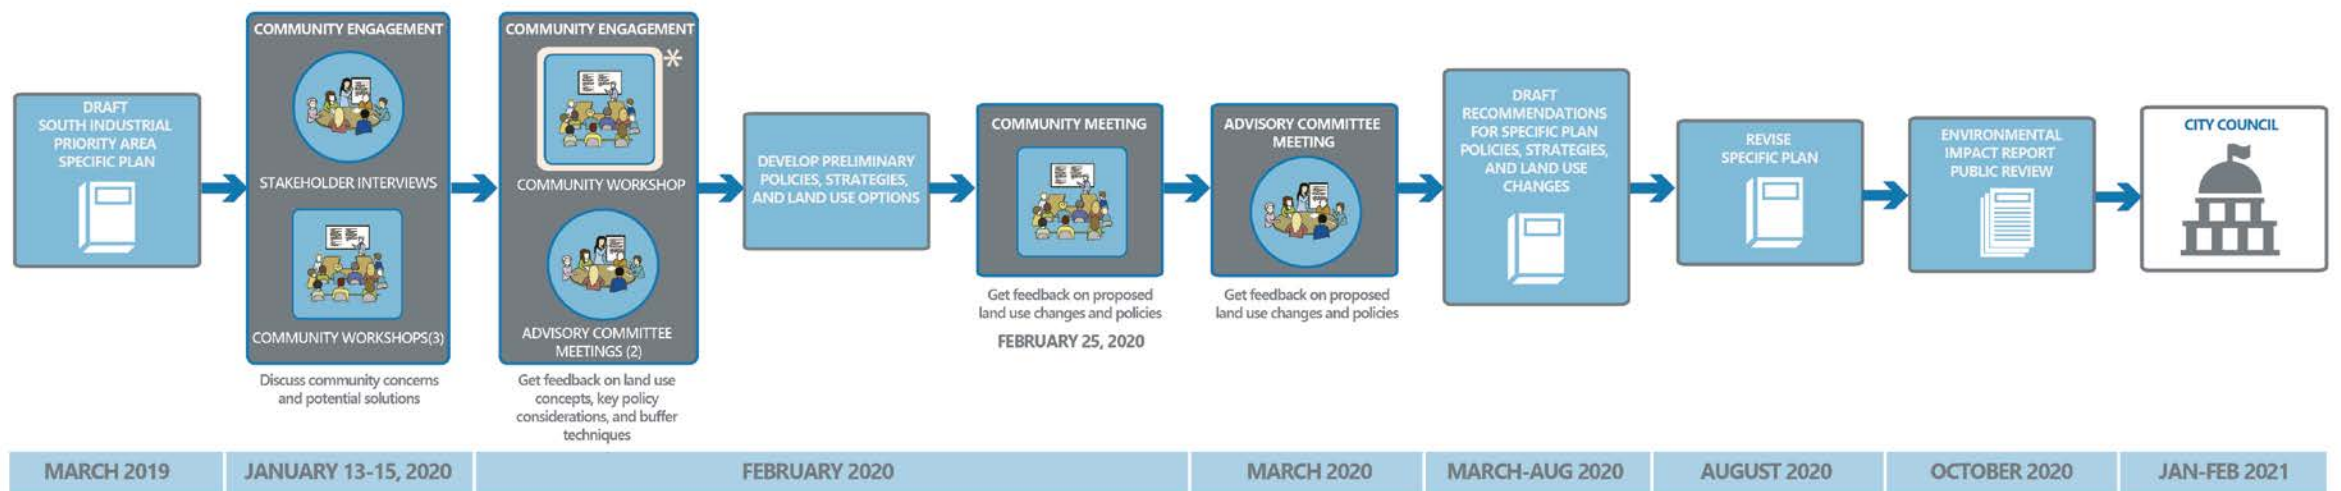 DRAFT
SOUTH INDUSTRIAL
PRIORITY AREA
SPECIFIC PLAN
COMMUNITY ENGAGEMENT
STAKEHOLDER INTERVIEWS
COMMUNITY WORKSHOPS(3)
Discuss community concerns
and potential solutions
COMMUNITY ENGAGEMENT
*
COMMUNITY WORKSHOP
ADVISORY COMMITTEE
MEETINGS (2)
Get feedback on land use
concepts, key policy
considerations, and buffer
techniques
DEVELOP PRELIMINARY
POLICIES, STRATEGIES,
AND LAND USE OPTIONS
COMMUNITY MEETING
Get feedback on proposed
land use changes and policies
FEBRUARY 25, 2020
ADVISORY COMMITTEE
MEETING
Get feedback on proposed
land use changes and policies
DRAFT
RECOMMENDATIONS
FOR SPECIFIC PLAN
POLICIES, STRATEGIES,
AND LAND USE
CHANGES
REVISE
SPECIFIC PLAN
ENVIRONMENTAL
IMPACT REPORT
PUBLIC REVIEW
CITY COUNCIL
MARCH 2019
JANUARY 13-15, 2020
FEBRUARY 2020
MARCH 2020
MARCH-AUG 2020
AUGUST 2020
OCTOBER 2020
JAN-FEB 2021